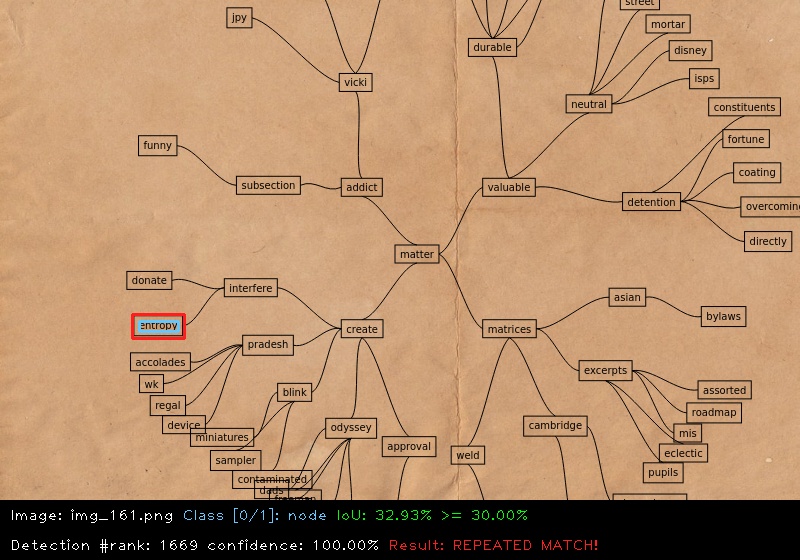 street
jpy
mortar
durable
disney
vicki
isps
neutral
constituents
fortune
funny
coating
subsection
addict
valuable
detention
overcoming
directly
matter
donate
interfere
asian
bylaws
entropy
create
matrices
pradesh
accolades
excerpts
wk
blink
assorted
regal
roadmap
device
odyssey
cambridge
mis
miniatures
approval
eclectic
sampler
weld
pupils
contaminated
dads
freeman
Image: img_161.png Class [0/1]: node IoU: 32.93% >= 30.00%
Detection #rank: 1669 confidence: 100.00% Result: REPEATED MATCH!